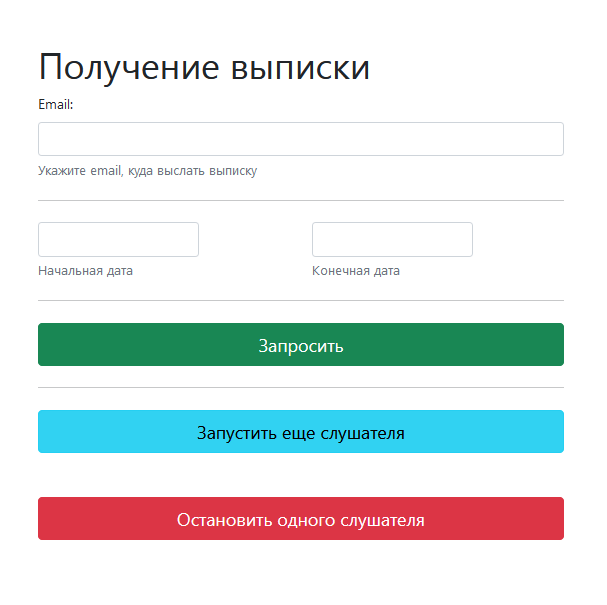 Получение выписки
Email:
Укажите email, куда выслать выписку
Начальная дата
Конечная дата
Запросить
Запустить еще слушателя
Остановить одного слушателя